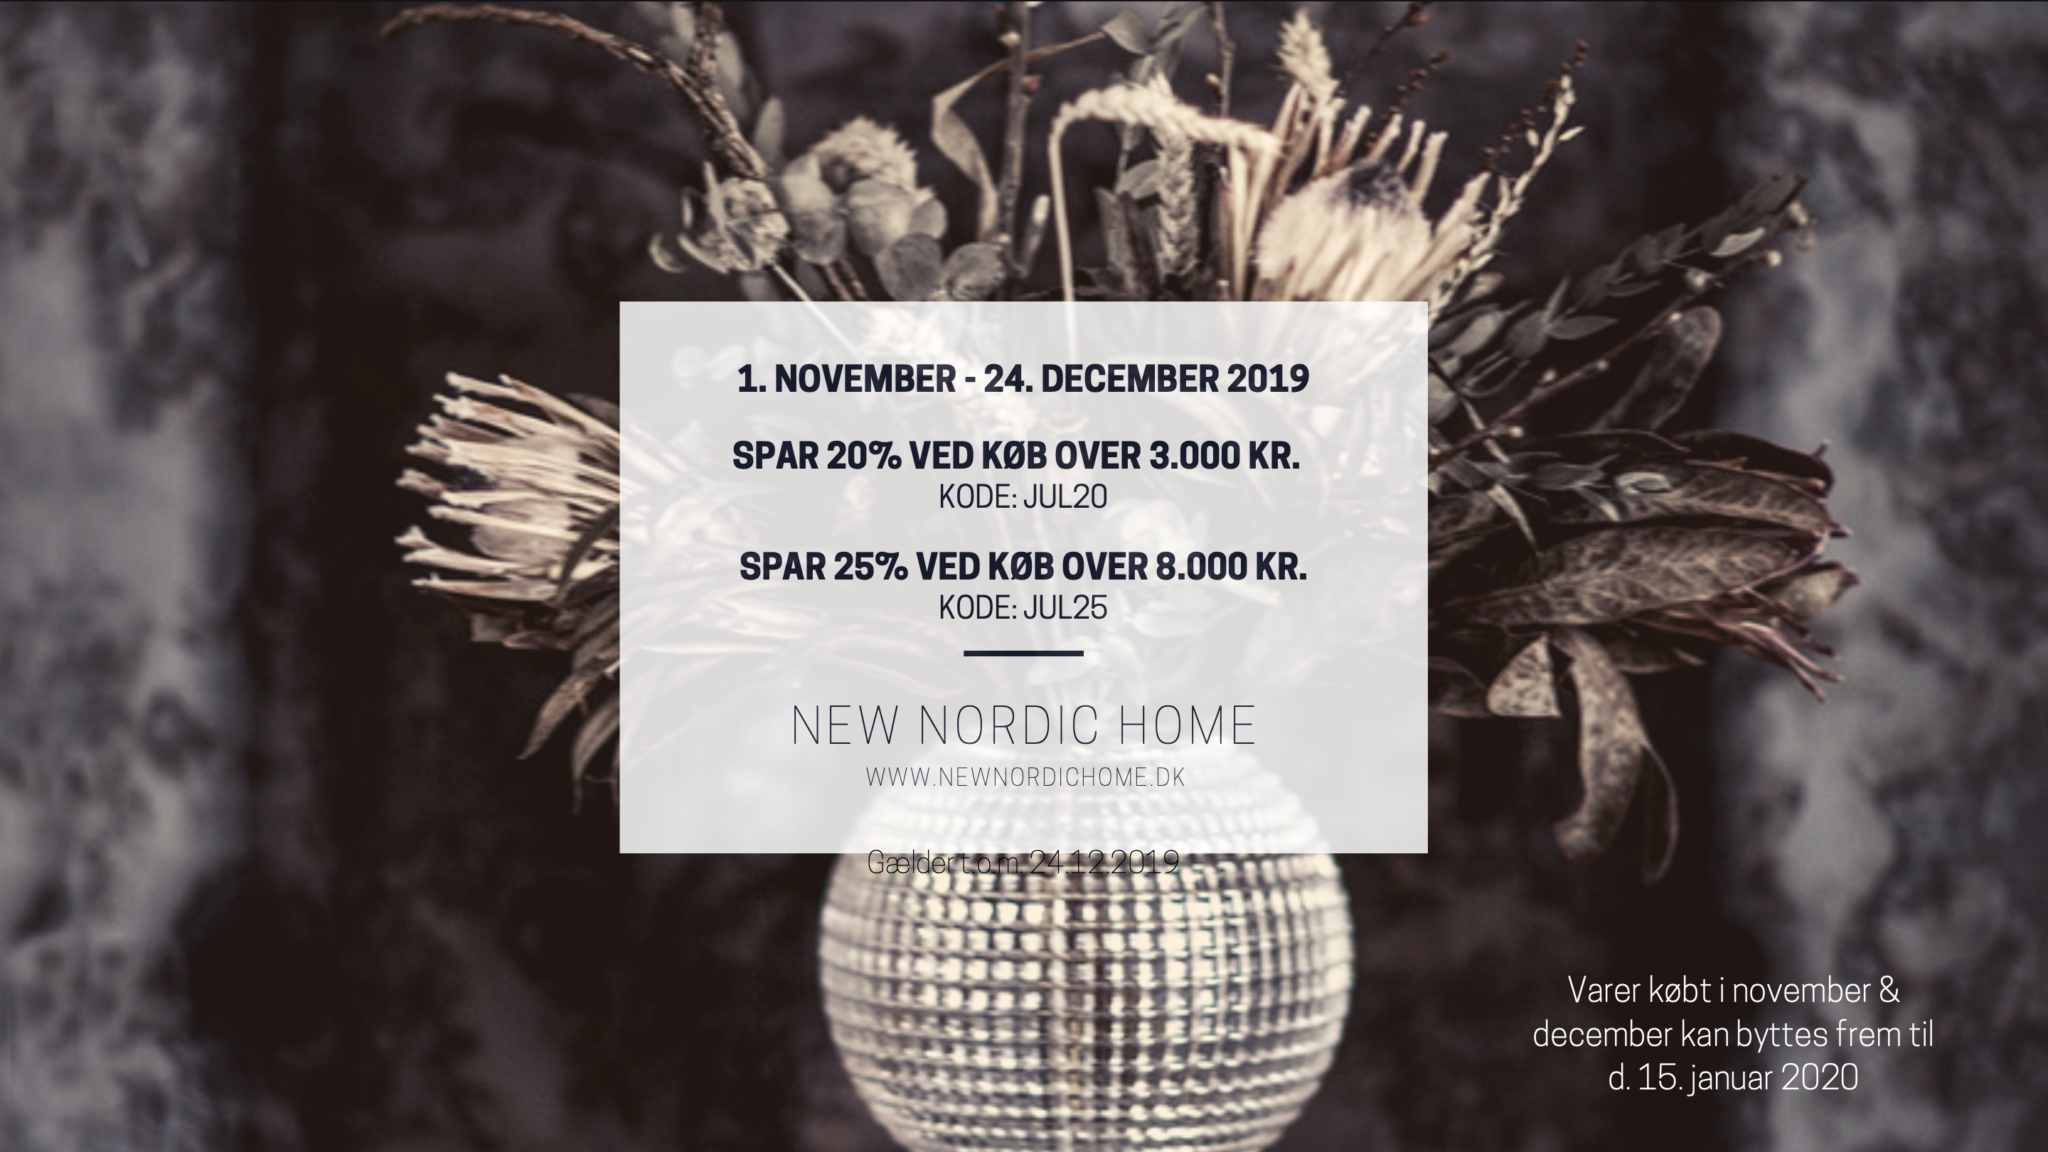 1. NOVEMBER - 24. DECEMBER 2019
SPAR 20% VED KØB OVER 3.000 KR.
KODE: JUL20
SPAR 25% VED KØB OVER 8.000 KR.
KODE: JUL25
NEW NORDIC HOME
WWW.NEWNORDICHOME.DK
Gælder t.o.m. 24.12.2019
Varer købt i november &
december kan byttes frem til
d. 15. januar 2020